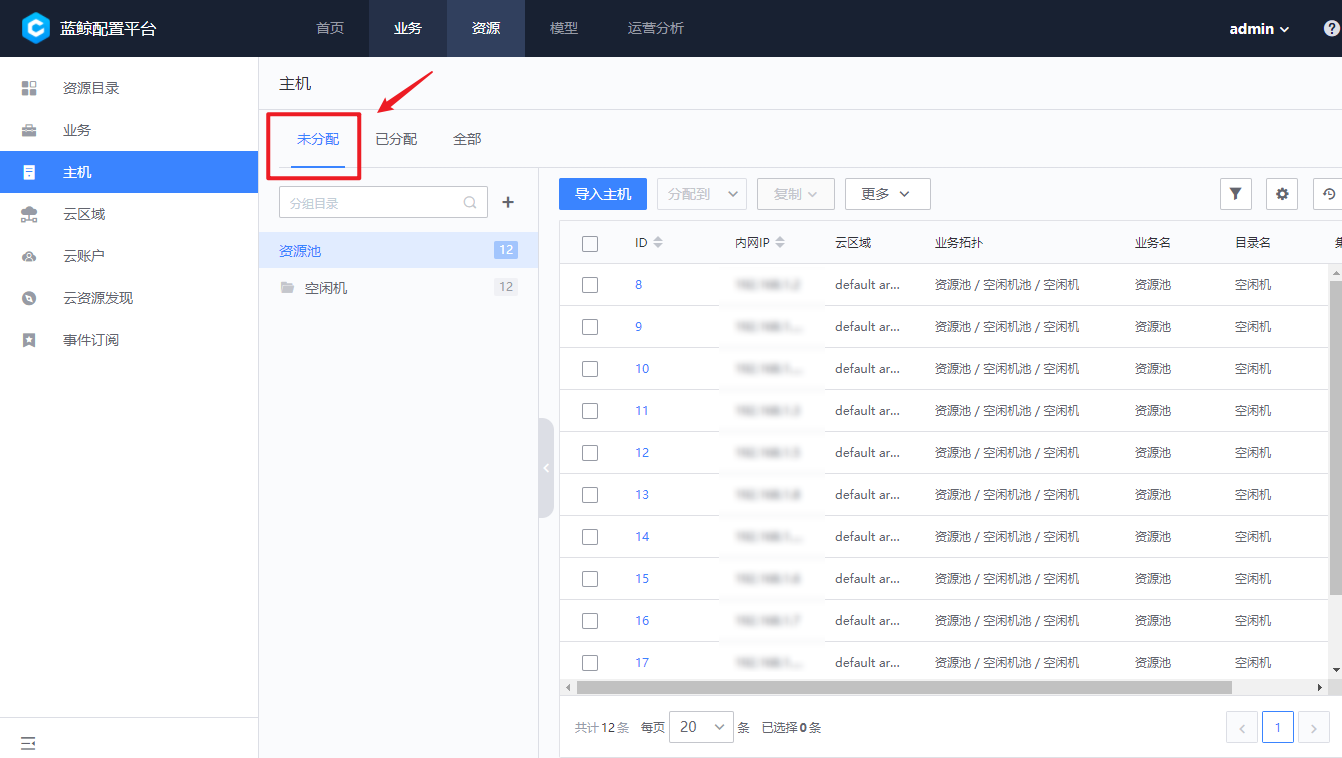 蓝鲸配置平台 首页 业务 资源 模型 运营分析 admin
资源目录
业务
主机
云区域
云账户
云资源发现
事件订阅
主机
未分配 已分配 全部
分组目录 +
资源池 12
空闲机 12
导入主机 分配到 复制 更多
ID 内网IP 云区域 业务拓扑 业务名 目录名
8 default ar... 资源池 / 空闲机池 / 空闲机 资源池 空闲机
9 default ar... 资源池 / 空闲机池 / 空闲机 资源池 空闲机
10 default ar... 资源池 / 空闲机池 / 空闲机 资源池 空闲机
11 default ar... 资源池 / 空闲机池 / 空闲机 资源池 空闲机
12 default ar... 资源池 / 空闲机池 / 空闲机 资源池 空闲机
13 default ar... 资源池 / 空闲机池 / 空闲机 资源池 空闲机
14 default ar... 资源池 / 空闲机池 / 空闲机 资源池 空闲机
15 default ar... 资源池 / 空闲机池 / 空闲机 资源池 空闲机
16 default ar... 资源池 / 空闲机池 / 空闲机 资源池 空闲机
17 default ar... 资源池 / 空闲机池 / 空闲机 资源池 空闲机
共计12条 每页 20 条 已选择0条 1